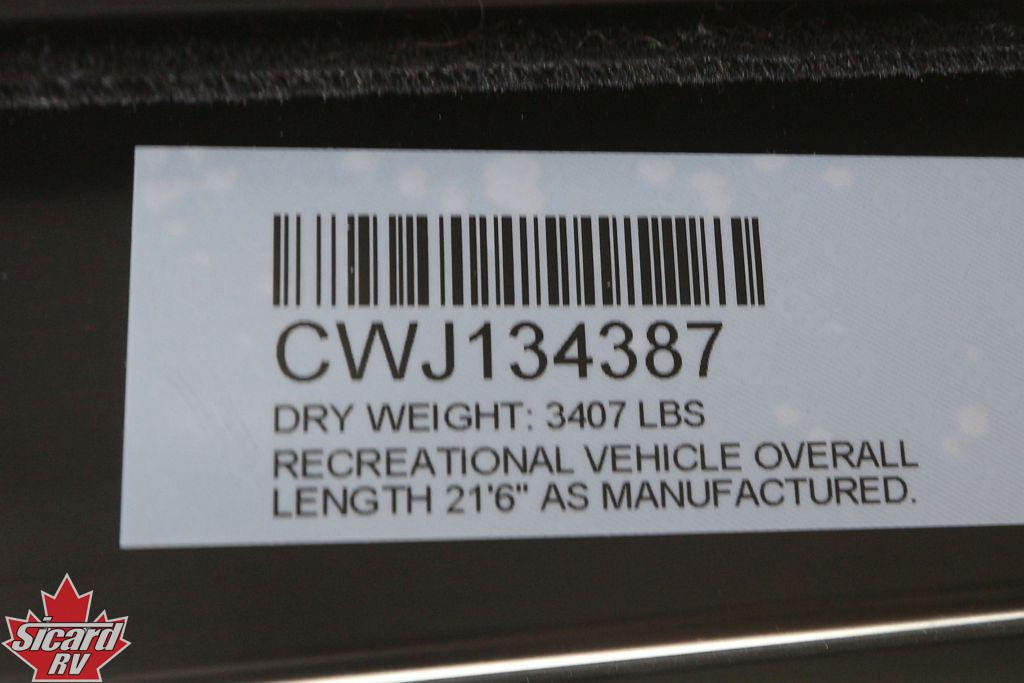 CWJ134387
DRY WEIGHT: 3407 LBS
RECREATIONAL VEHICLE OVERALL
LENGTH 21'6" AS MANUFACTURED.
Sicard
RV